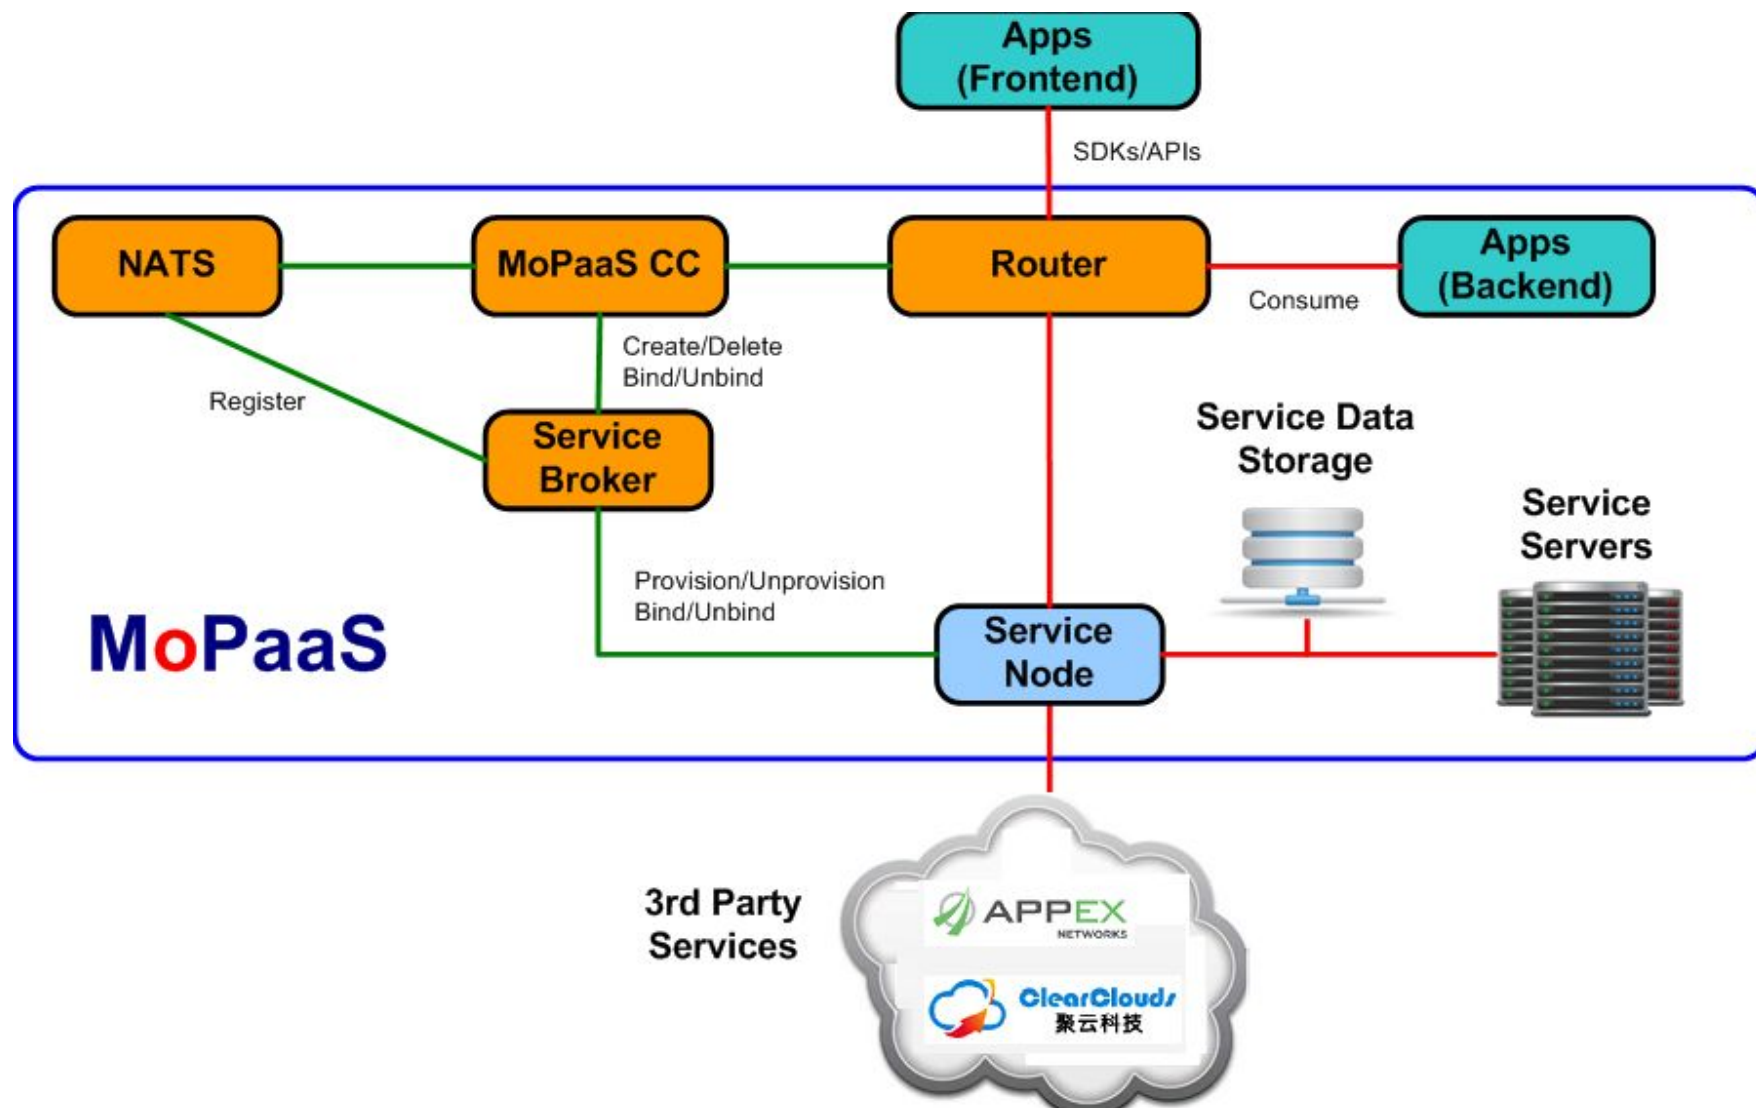 Apps
(Frontend)
SDKs/APIs
NATS
MoPaaS CC
Router
Apps
(Backend)
Consume
Create/Delete
Bind/Unbind
Register
Service
Broker
Service Data
Storage
Service
Servers
Provision/Unprovision
Bind/Unbind
MoPaaS
Service
Node
3rd Party
Services
APPEX
NETWORKS
ClearClouds
聚云科技